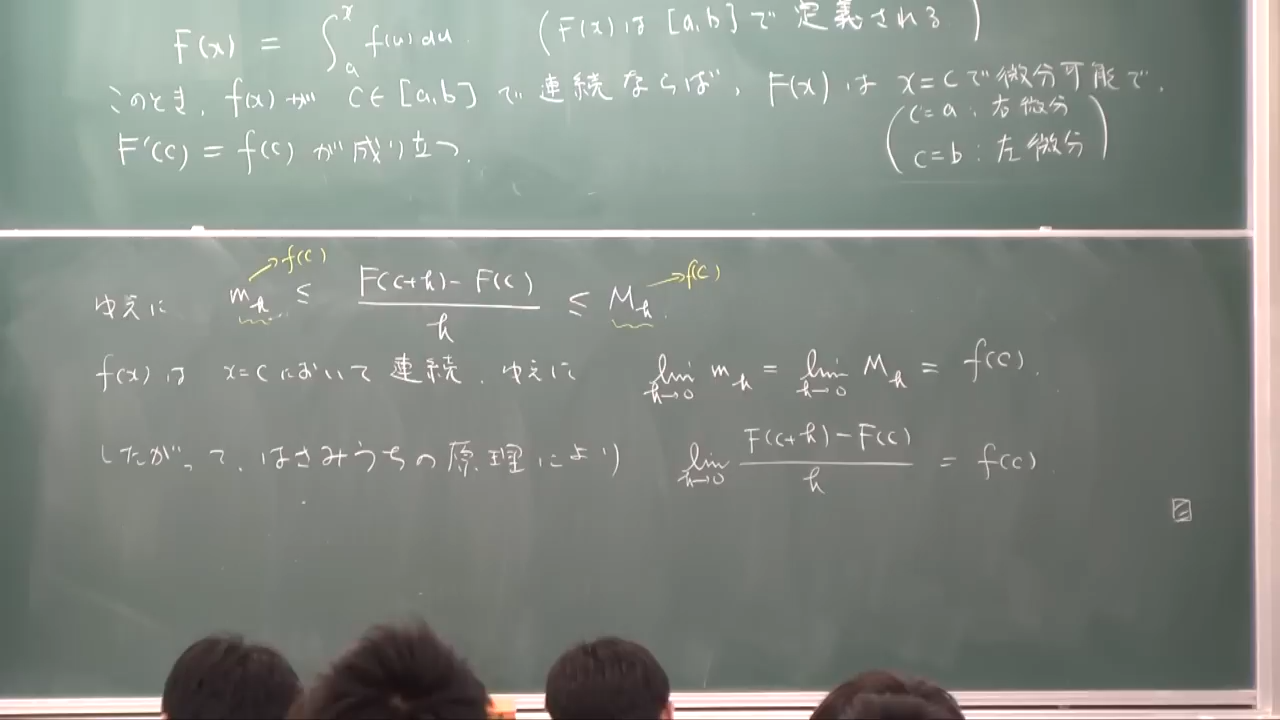 F(x) = ∫_a^x f(u) du. (F(x)は [a,b]で 定義される)
このとき, f(x)が c∈[a,b] で 連続ならば, F(x)は x=cで微分可能で,
(c=a : 右微分
F'(c) = f(c) が成り立つ.
c=b : 左微分)
→f(c) →f(c)
ゆえに m_h ≤ (F(c+h) - F(c))/h ≤ M_h.
f(x)は x=cにおいて 連続. ゆえに lim_{h→0} m_h = lim_{h→0} M_h = f(c).
したがって, はさみうちの原理により lim_{h→0} (F(c+h) - F(c))/h = f(c).